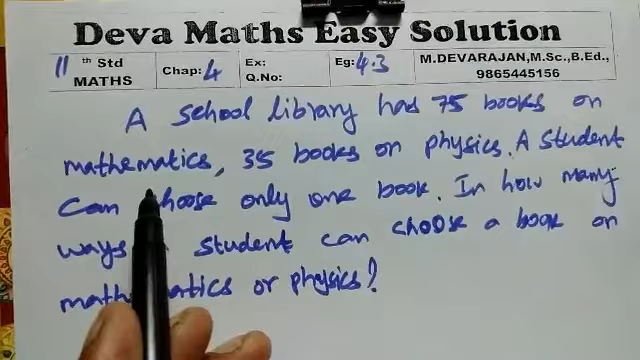 Deva Maths Easy Solution
11th Std MATHS
Chap: 4
Ex:
Q.No:
Eg: 4.3
M.DEVARAJAN,M.Sc.,B.Ed.,
9865445156
A school library has 75 books on
mathematics, 35 books on physics. A student
can choose only one book. In how many
ways student can choose a book on
mathematics or physics?